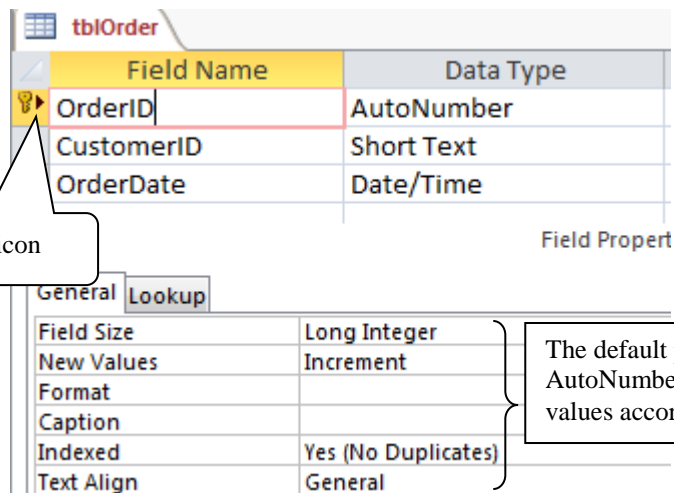 tblOrder
Field Name Data Type
OrderID AutoNumber
CustomerID Short Text
OrderDate Date/Time
icon
Field Propert
General Lookup
Field Size Long Integer
New Values Increment
Format
Caption
Indexed Yes (No Duplicates)
Text Align General
The default
AutoNumbe
values accor